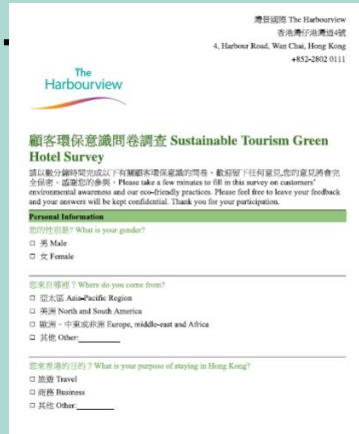 灣景國際 The Harbourview
香港灣仔港灣道4號
4, Harbour Road, Wan Chai, Hong Kong
+852-2802 0111
The
Harbourview
顧客環保意識問卷調查 Sustainable Tourism Green
Hotel Survey
請以數分鐘時間完成以下有關顧客環保意識的問卷。歡迎留下任何意見,您的意見將會完
全保密。感謝您的參與。Please take a few minutes to fill in this survey on customers'
environmental awareness and our eco-friendly practices. Please feel free to leave your feedback
and your answers will be kept confidential. Thank you for your participation.
Personal Information
您的性別是? What is your gender?
□ 男 Male
□ 女 Female
您來自哪裡？Where do you come from?
□ 亞太區 Asia-Pacific Region
□ 美洲 North and South America
□ 歐洲、中東或非洲 Europe, middle-east and Africa
□ 其他 Other:________
您來香港的目的？What is your purpose of staying in Hong Kong?
□ 旅遊 Travel
□ 商務 Business
□ 其他 Other:________